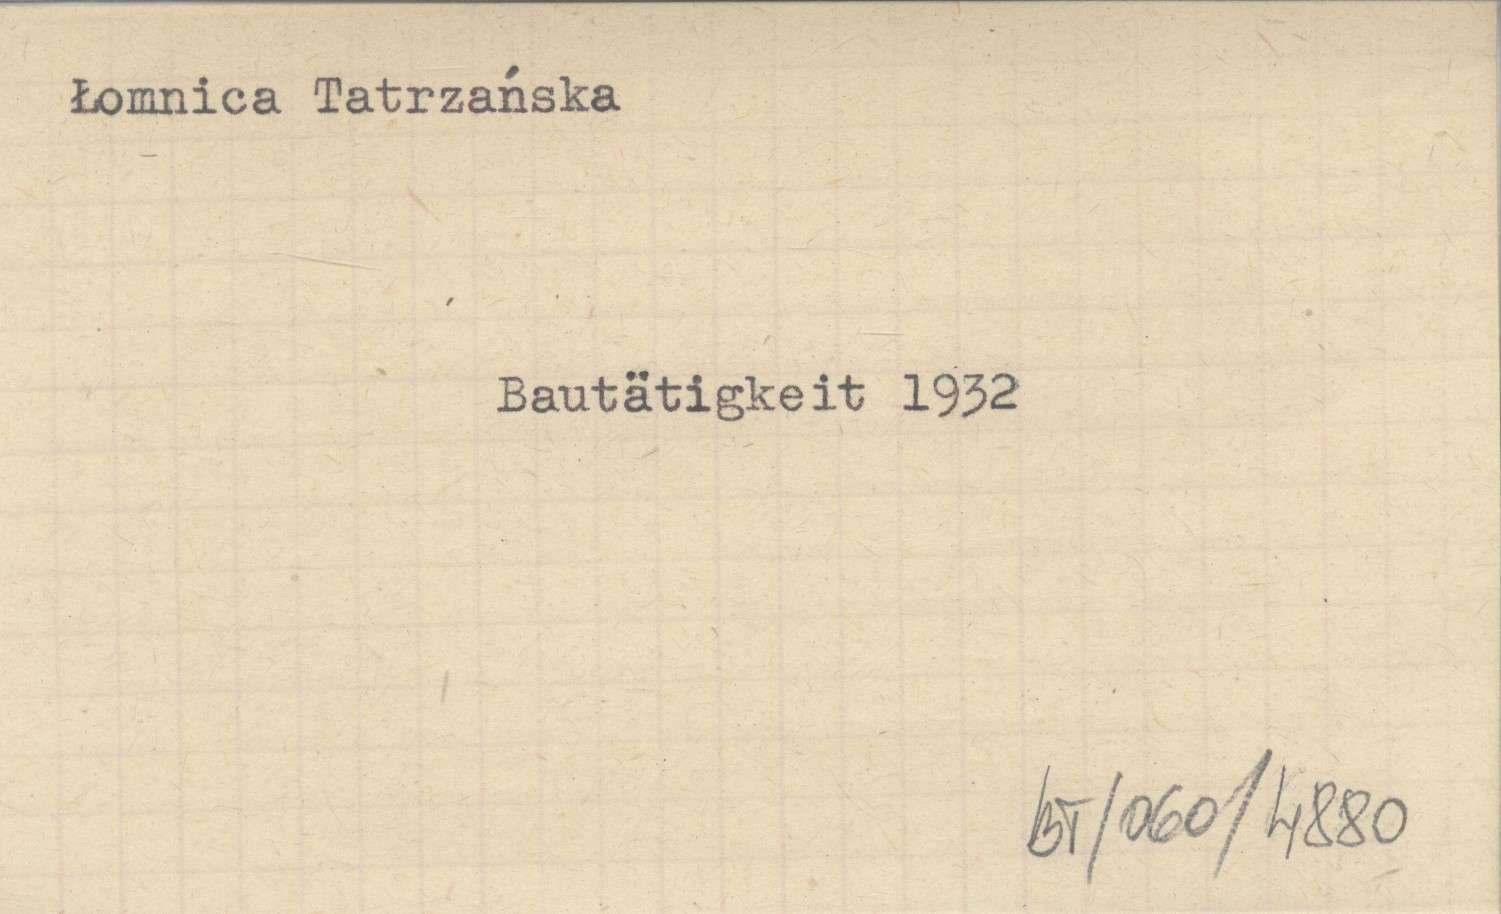 Łomnica Tatrzańska
Bautätigkeit 1932
BT/060/4880